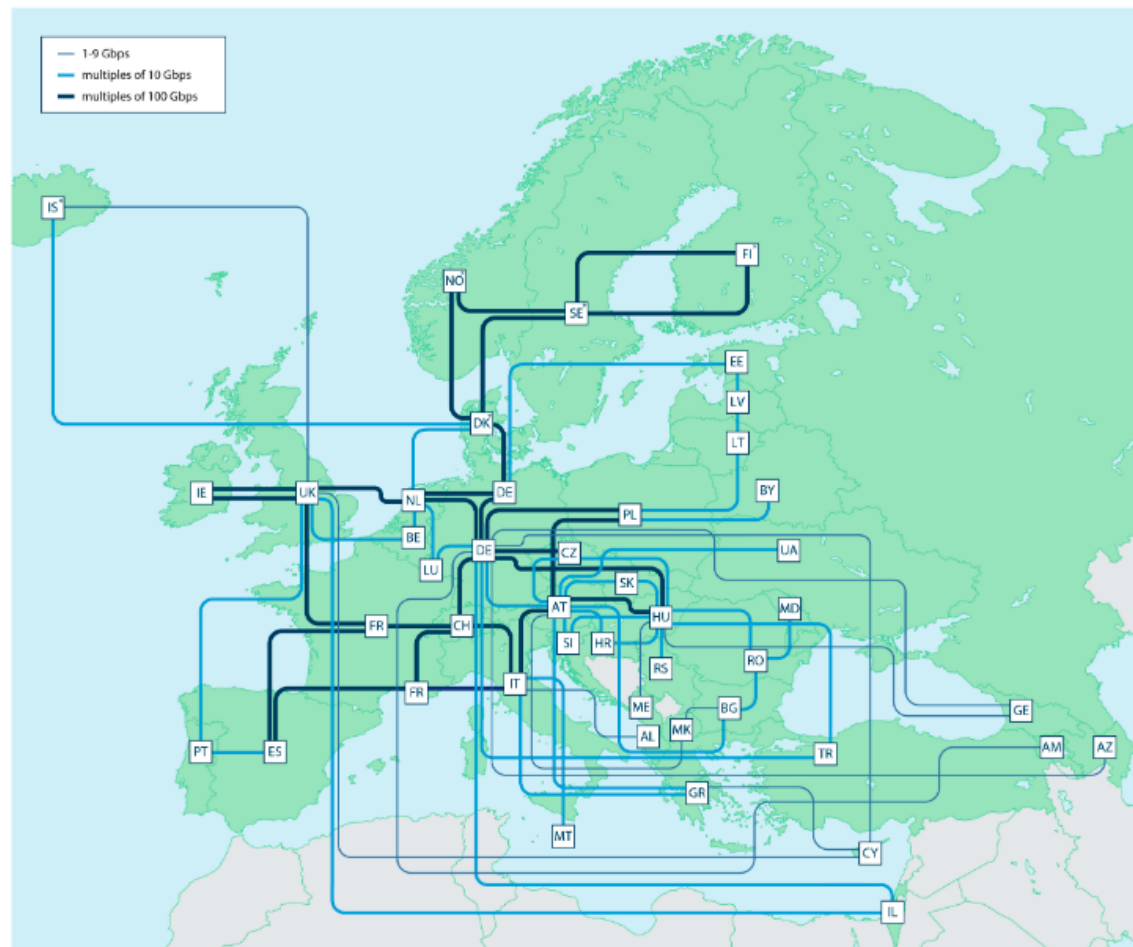 1-9 Gbps
multiples of 10 Gbps
multiples of 100 Gbps
IS*
FI*
NO*
SE*
EE
LV
DK*
LT
IE
UK
NL
DE
BY
PL
BE
DE
CZ
UA
LU
SK
AT
MD
FR
CH
HU
SI
HR
RO
RS
FR
IT
ME
BG
GE
MK
AL
PT
ES
TR
AM
AZ
GR
MT
CY
IL